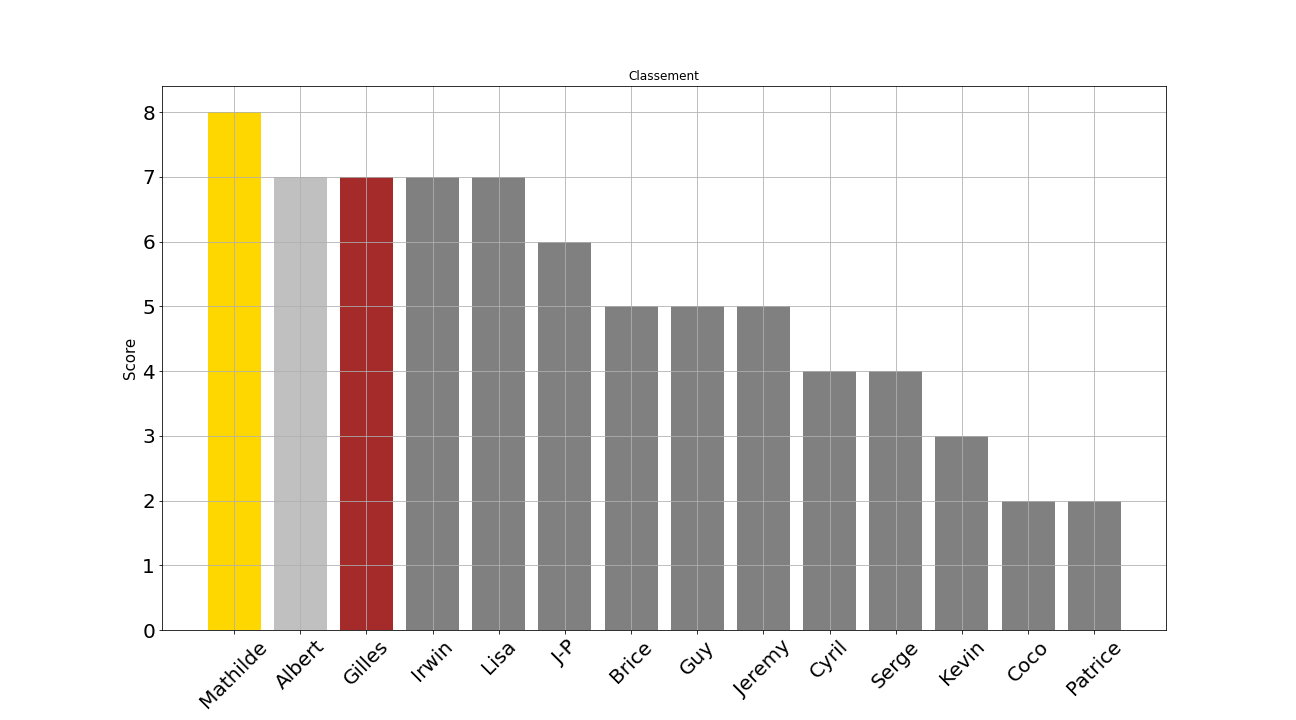 Classement
Score
8
7
6
5
4
3
2
1
0
Mathilde
Albert
Gilles
Irwin
Lisa
J-P
Brice
Guy
Jeremy
Cyril
Serge
Kevin
Coco
Patrice